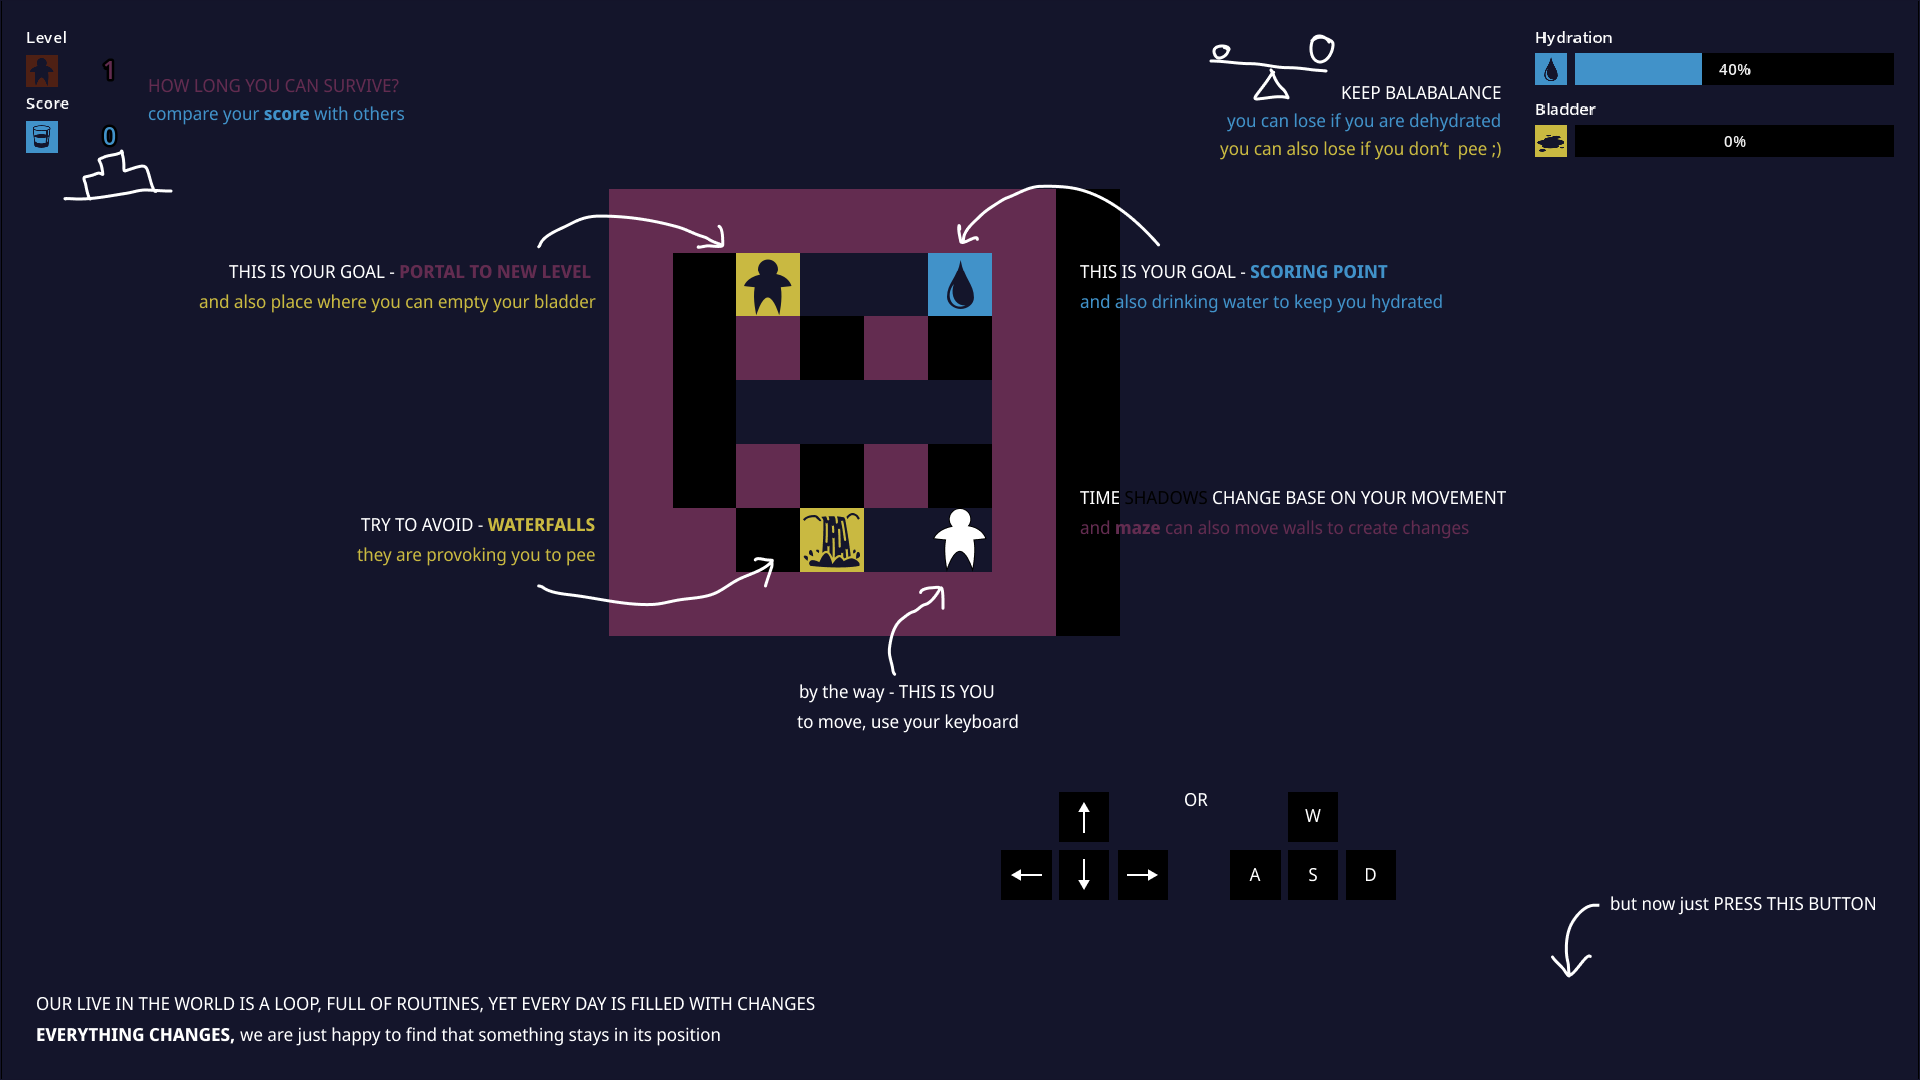 Level
1
HOW LONG YOU CAN SURVIVE?
Score
compare your score with others
0
Hydration
40%
KEEP BALABALANCE
Bladder
you can lose if you are dehydrated
0%
you can also lose if you don't pee ;)
THIS IS YOUR GOAL - PORTAL TO NEW LEVEL
and also place where you can empty your bladder
THIS IS YOUR GOAL - SCORING POINT
and also drinking water to keep you hydrated
TIME SHADOWS CHANGE BASE ON YOUR MOVEMENT
and maze can also move walls to create changes
TRY TO AVOID - WATERFALLS
they are provoking you to pee
by the way - THIS IS YOU
to move, use your keyboard
OR
W
A S D
but now just PRESS THIS BUTTON
OUR LIVE IN THE WORLD IS A LOOP, FULL OF ROUTINES, YET EVERY DAY IS FILLED WITH CHANGES
EVERYTHING CHANGES, we are just happy to find that something stays in its position